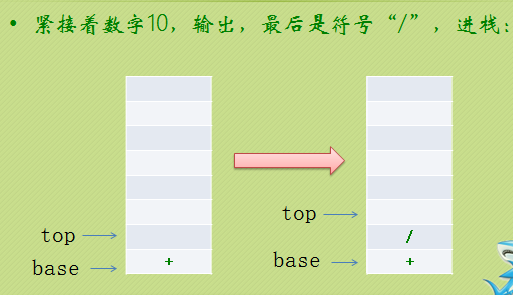 • 紧接着数字10，输出，最后是符号“/”，进栈：
top
/
top
base
+
base
+